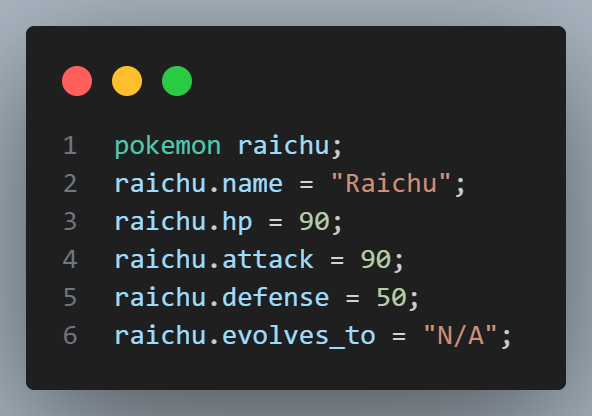 1 pokemon raichu;
2 raichu.name = "Raichu";
3 raichu.hp = 90;
4 raichu.attack = 90;
5 raichu.defense = 50;
6 raichu.evolves_to = "N/A";